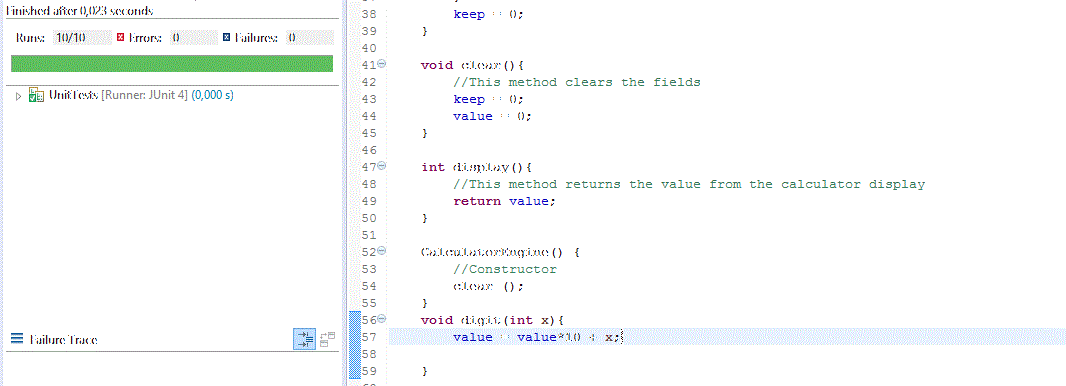 Finished after 0,023 seconds
Runs: 10/10 Errors: 0 Failures: 0
UnitTests [Runner: JUnit 4] (0,000 s)
Failure Trace
38 keep = 0;
39 }
40
41 void clear(){
42 //This method clears the fields
43 keep = 0;
44 value = 0;
45 }
46
47 int display(){
48 //This method returns the value from the calculator display
49 return value;
50 }
51
52 CalculatorEngine() {
53 //Constructor
54 clear ();
55 }
56 void digit(int x){
57 value = value*10 + x;
58
59 }